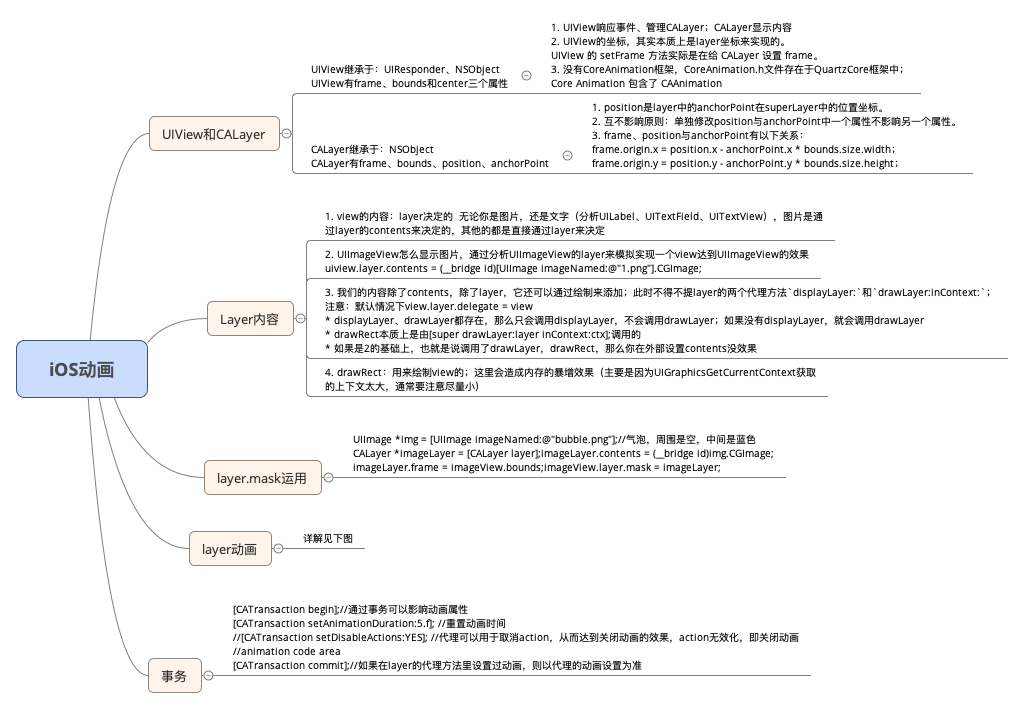 iOS动画
UIView和CALayer
UIView继承于：UIResponder、NSObject
UIView有frame、bounds和center三个属性
1. UIView响应事件、管理CALayer；CALayer显示内容
2. UIView的坐标，其实本质上是layer坐标来实现的。
UIView 的 setFrame 方法实际是在给 CALayer 设置 frame。
3. 没有CoreAnimation框架，CoreAnimation.h文件存在于QuartzCore框架中；
Core Animation 包含了 CAAnimation
CALayer继承于：NSObject
CALayer有frame、bounds、position、anchorPoint
1. position是layer中的anchorPoint在superLayer中的位置坐标。
2. 互不影响原则：单独修改position与anchorPoint中一个属性不影响另一个属性。
3. frame、position与anchorPoint有以下关系：
frame.origin.x = position.x - anchorPoint.x * bounds.size.width；
frame.origin.y = position.y - anchorPoint.y * bounds.size.height；
Layer内容
1. view的内容：layer决定的  无论你是图片，还是文字（分析UILabel、UITextField、UITextView），图片是通
过layer的contents来决定的，其他的都是直接通过layer来决定
2. UIImageView怎么显示图片，通过分析UIImageView的layer来模拟实现一个view达到UIImageView的效果
uiview.layer.contents = (__bridge id)[UIImage imageNamed:@"1.png"].CGImage;
3. 我们的内容除了contents，除了layer，它还可以通过绘制来添加；此时不得不提layer的两个代理方法`displayLayer:`和`drawLayer:inContext:`；
注意：默认情况下view.layer.delegate = view
* displayLayer、drawLayer都存在，那么只会调用displayLayer，不会调用drawLayer；如果没有displayLayer，就会调用drawLayer
* drawRect本质上是由[super drawLayer:layer inContext:ctx];调用的
* 如果是2的基础上，也就是说调用了drawLayer，drawRect，那么你在外部设置contents没效果
4. drawRect：用来绘制view的；这里会造成内存的暴增效果（主要是因为UIGraphicsGetCurrentContext获取
的上下文太大，通常要注意尽量小）
layer.mask运用
UIImage *img = [UIImage imageNamed:@"bubble.png"];//气泡，周围是空，中间是蓝色
CALayer *imageLayer = [CALayer layer];imageLayer.contents = (__bridge id)img.CGImage;
imageLayer.frame = imageView.bounds;imageView.layer.mask = imageLayer;
layer动画
详解见下图
事务
[CATransaction begin];//通过事务可以影响动画属性
[CATransaction setAnimationDuration:5.f]; //重置动画时间
//[CATransaction setDisableActions:YES]; //代理可以用于取消action，从而达到关闭动画的效果，action无效化，即关闭动画
//animation code area
[CATransaction commit];//如果在layer的代理方法里设置过动画，则以代理的动画设置为准